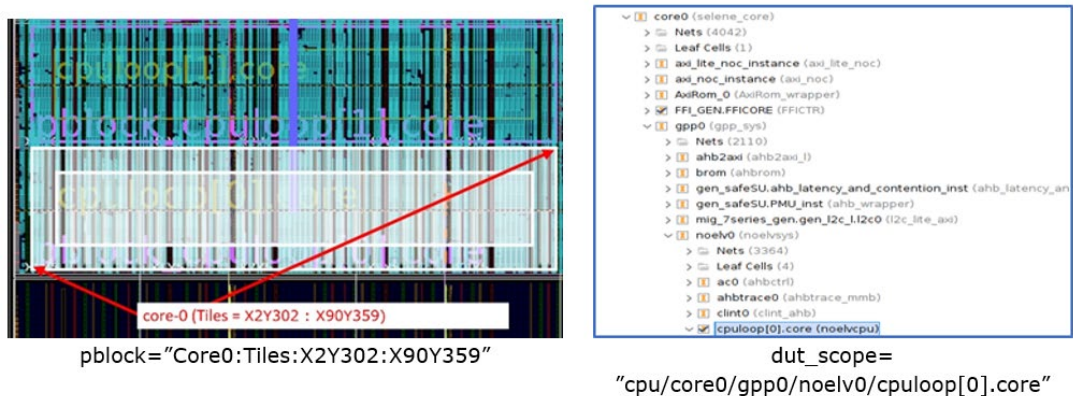 cpuloop[1].core
pblock_cpuloop[1].core
cpuloop[0].core
core-0 (Tiles = X2Y302 : X90Y359)
pblock="Core0:Tiles:X2Y302:X90Y359"
core0 (selene_core)
Nets (4042)
Leaf Cells (1)
axi_lite_noc_instance (axi_lite_noc)
axi_noc_instance (axi_noc)
AxiRom_0 (AxiRom_wrapper)
FFI_GEN.FFICORE (FFICTR)
gpp0 (gpp_sys)
Nets (2110)
ahb2axi (ahb2axi_l)
brom (ahbrom)
gen_safeSU.ahb_latency_and_contention_inst (ahb_latency_an
gen_safeSU.PMU_inst (ahb_wrapper)
mig_7series_gen.gen_l2c_l.l2c0 (l2c_lite_axi)
noelv0 (noelvsys)
Nets (3364)
Leaf Cells (4)
ac0 (ahbctrl)
ahbtrace0 (ahbtrace_mmb)
clint0 (clint_ahb)
cpuloop[0].core (noelvcpu)
dut_scope=
"cpu/core0/gpp0/noelv0/cpuloop[0].core"